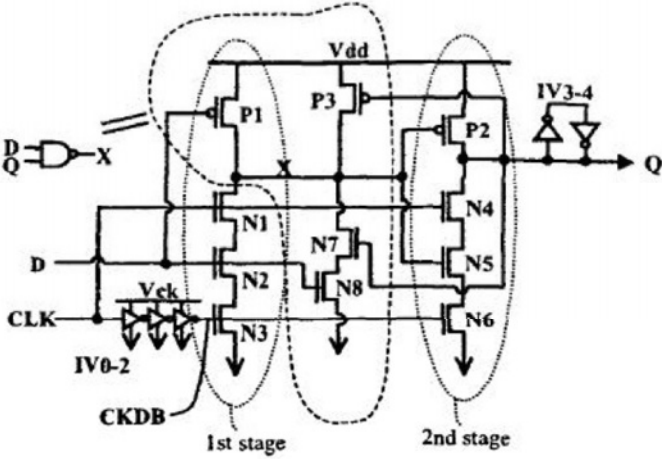 Vdd
P1
P3
P2
IV3-4
D
Q
X
X
Q
N1
N4
N7
N5
D
N2
N8
Vck
CLK
N3
N6
IV0-2
CKDB
1st stage
2nd stage